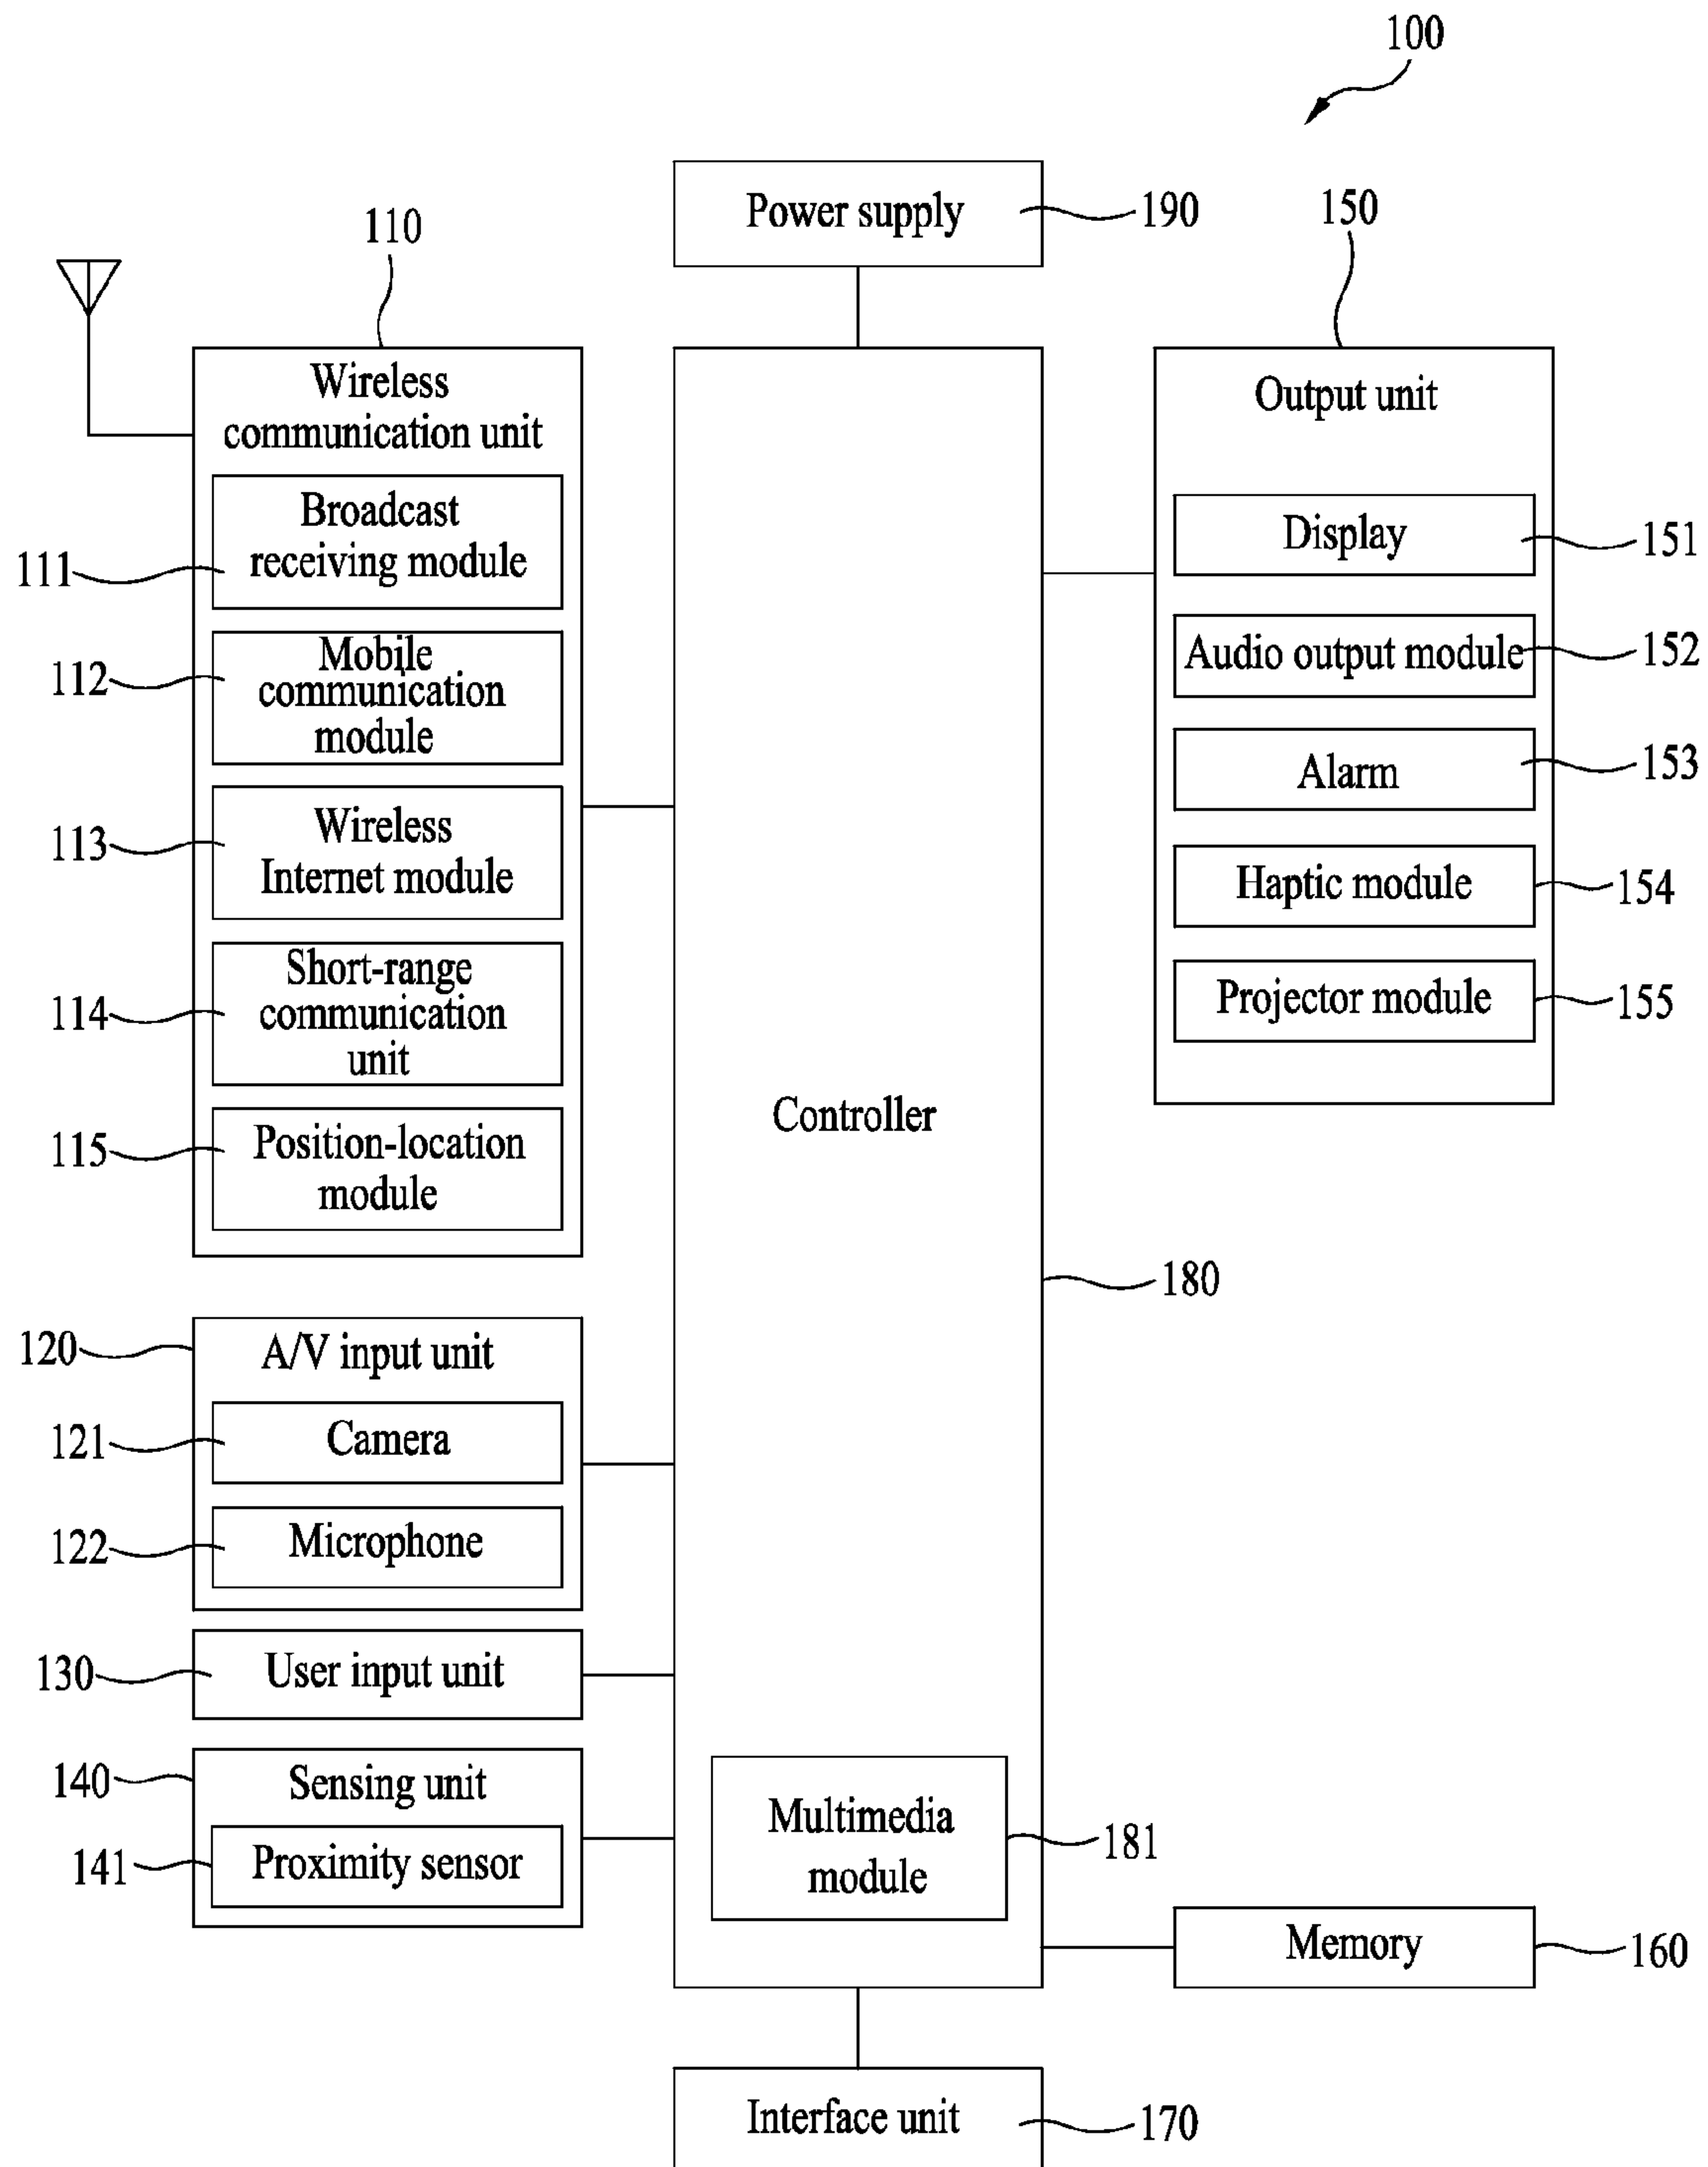 100
Power supply
190
150
110
Wireless
communication unit
Broadcast
receiving module
111
Mobile
communication
module
112
Wireless
Internet module
113
Short-range
communication
unit
114
Position-location
module
115
Output unit
Display
151
Audio output module
152
Alarm
153
Haptic module
154
Projector module
155
Controller
180
120
A/V input unit
121
Camera
122
Microphone
130
User input unit
140
Sensing unit
141
Proximity sensor
Multimedia
module
181
Memory
160
Interface unit
170